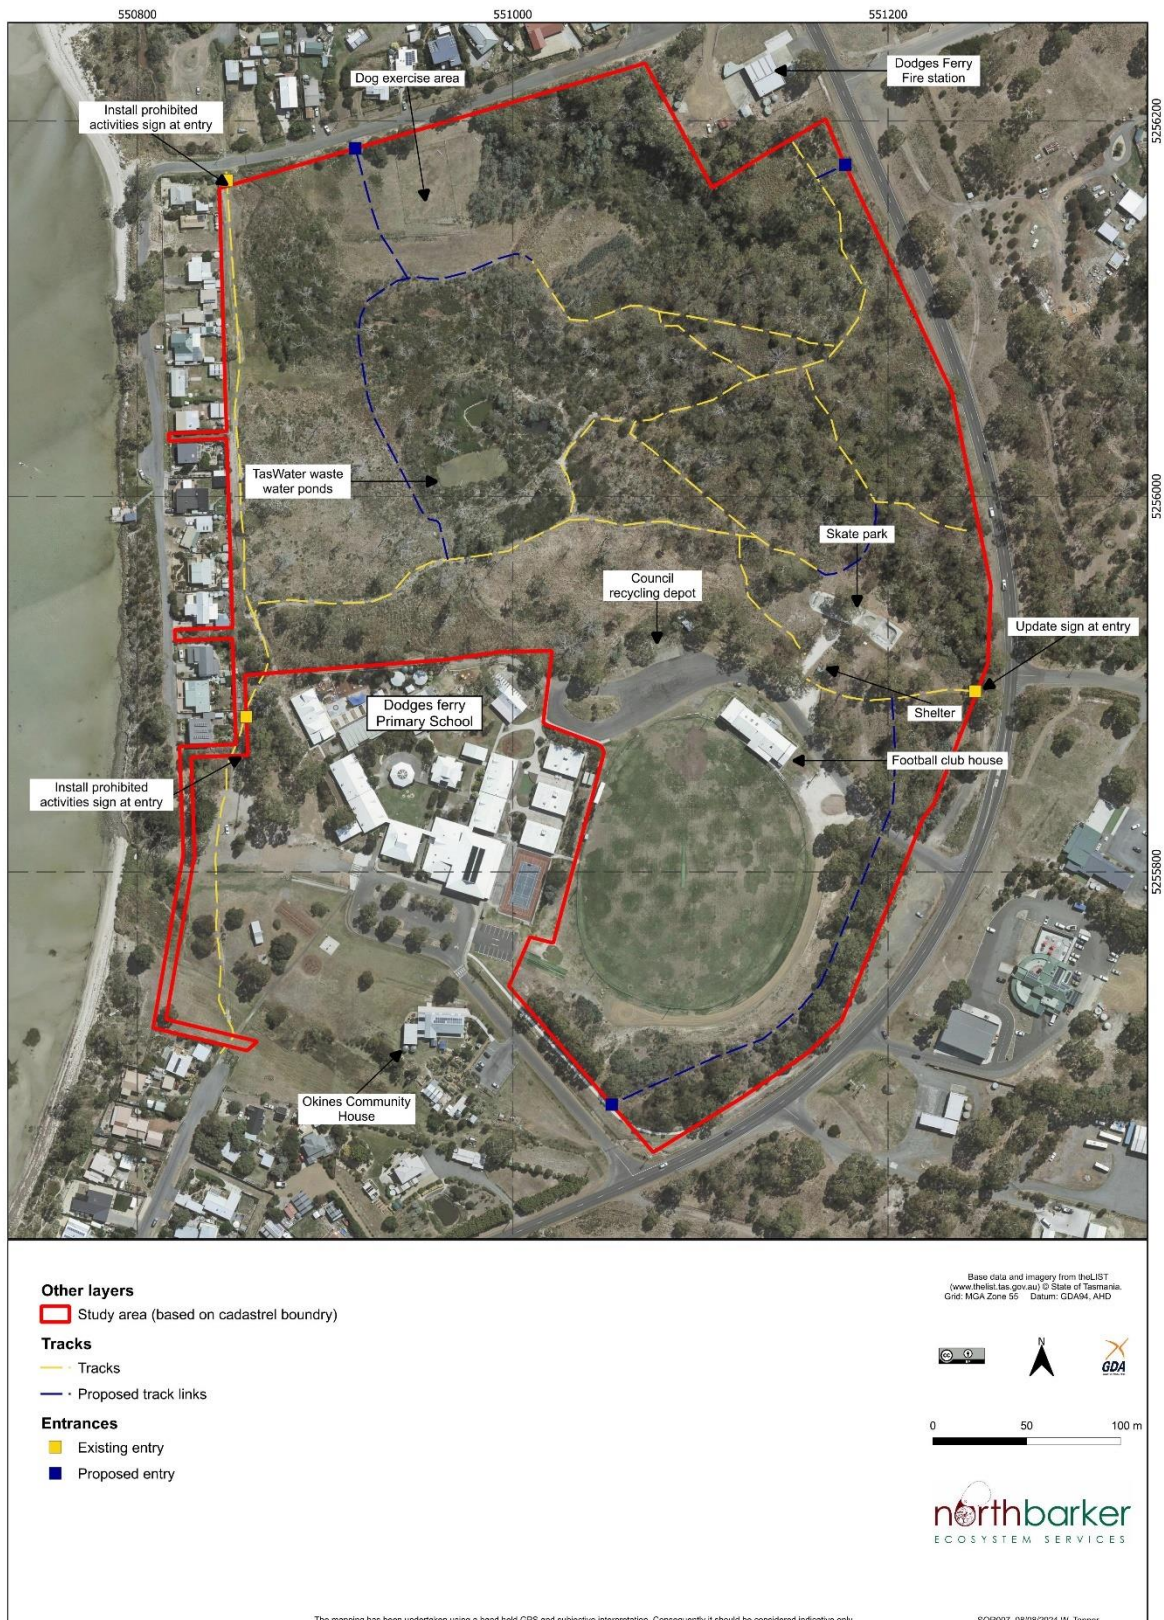 550800
551000
551200
Dodges Ferry
Fire station
Dog exercise area
Install prohibited
activities sign at entry
5256200
TasWater waste
water ponds
5256000
Skate park
Council
recycling depot
Update sign at entry
Dodges ferry
Primary School
Shelter
Football club house
Install prohibited
activities sign at entry
5255800
Okines Community
House
Other layers
Study area (based on cadastrel boundry)
Tracks
Tracks
Proposed track links
Entrances
Existing entry
Proposed entry
Base data and imagery from theLIST
(www.thelist.tas.gov.au) © State of Tasmania.
Grid: MGA Zone 55 Datum: GDA94, AHD
cc
BY
N
GDA
0 50 100 m
northbarker
ECOSYSTEM SERVICES